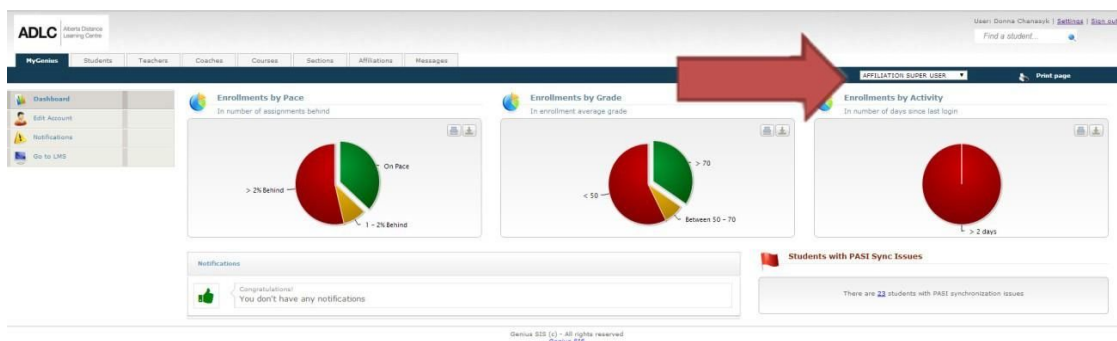 User: Donna Chanasyk | Settings | Sign out
ADLC Alberta Distance
Learning Centre
Find a student...
MyGenius Students Teachers Coaches Courses Sections Affiliations Messages
AFFILIATION SUPER USER Print page
Dashboard
Edit Account
Notifications
Go to LMS
Enrollments by Pace
In number of assignments behind
On Pace
> 2% Behind
1 - 2% Behind
Enrollments by Grade
In enrollment average grade
> 70
< 50
Between 50 - 70
Enrollments by Activity
In number of days since last login
> 2 days
Notifications
Congratulations!
You don't have any notifications
Students with PASI Sync Issues
There are 23 students with PASI synchronization issues
Genius SIS (c) - All rights reserved
Genius SIS